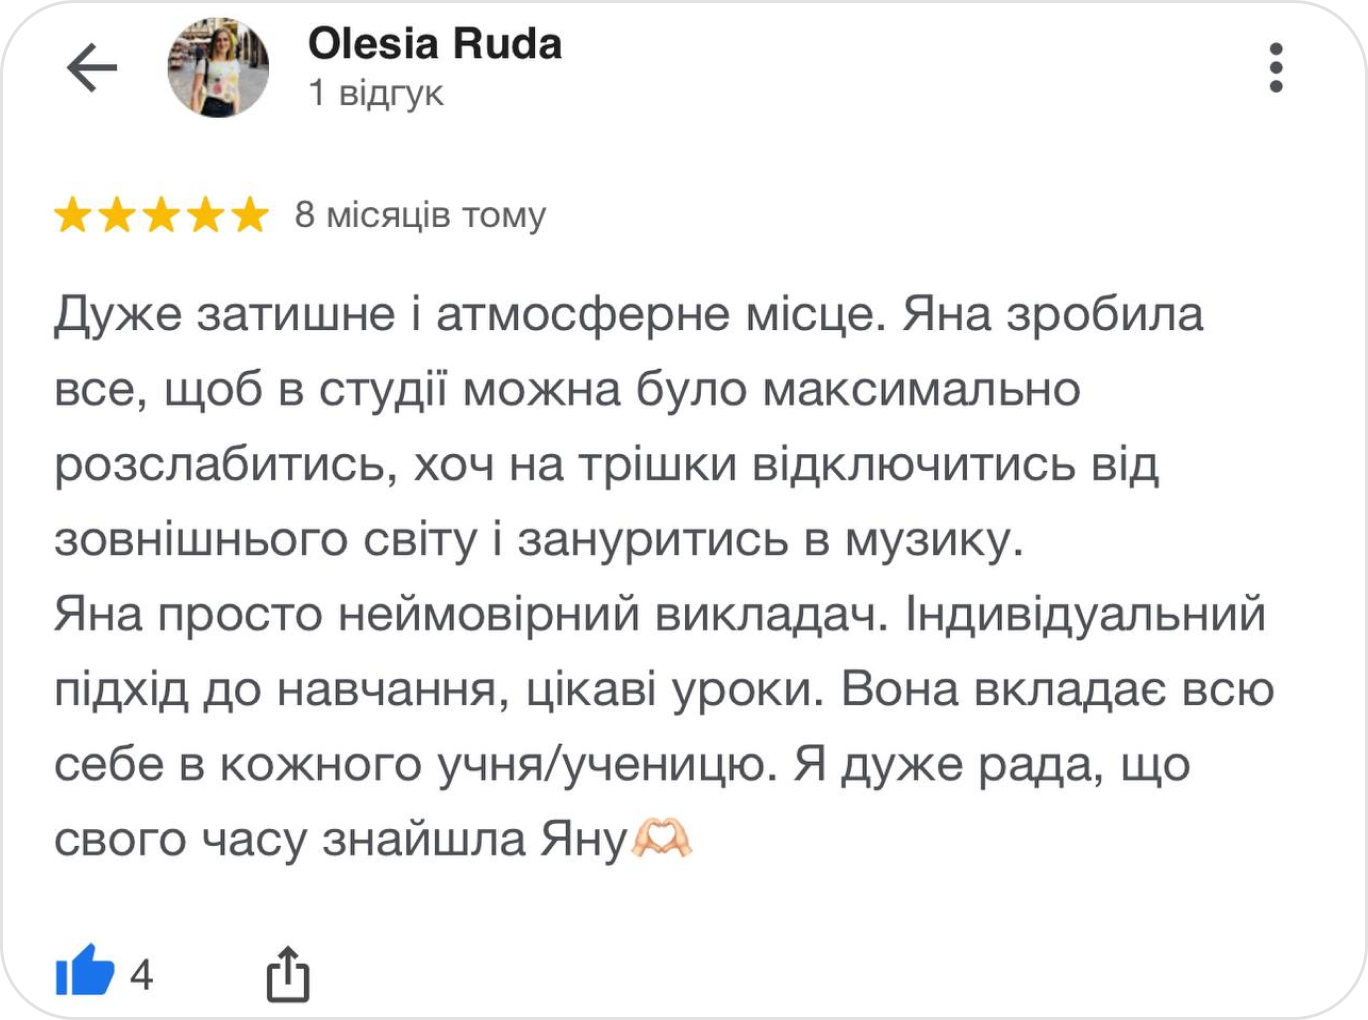 Olesia Ruda
1 відгук
8 місяців тому
Дуже затишне і атмосферне місце. Яна зробила
все, щоб в студії можна було максимально
розслабитись, хоч на трішки відключитись від
зовнішнього світу і зануритись в музику.
Яна просто неймовірний викладач. Індивідуальний
підхід до навчання, цікаві уроки. Вона вкладає всю
себе в кожного учня/ученицю. Я дуже рада, що
свого часу знайшла Яну🫶🏻
4